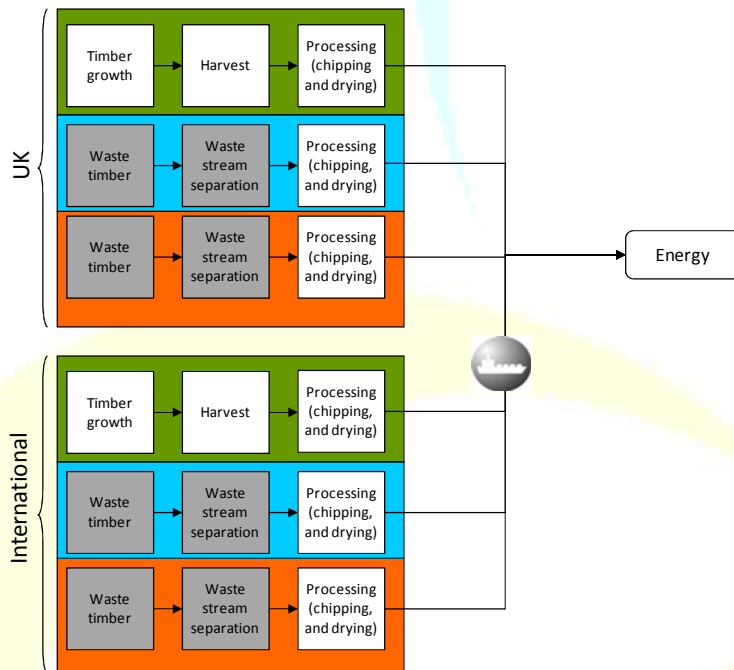 UK
Timber
growth
Harvest
Processing
(chipping
and drying)
Waste
timber
Waste
stream
separation
Processing
(chipping,
and drying)
Waste
timber
Waste
stream
separation
Processing
(chipping,
and drying)
Energy
International
Timber
growth
Harvest
Processing
(chipping,
and drying)
Waste
timber
Waste
stream
separation
Processing
(chipping,
and drying)
Waste
timber
Waste
stream
separation
Processing
(chipping,
and drying)